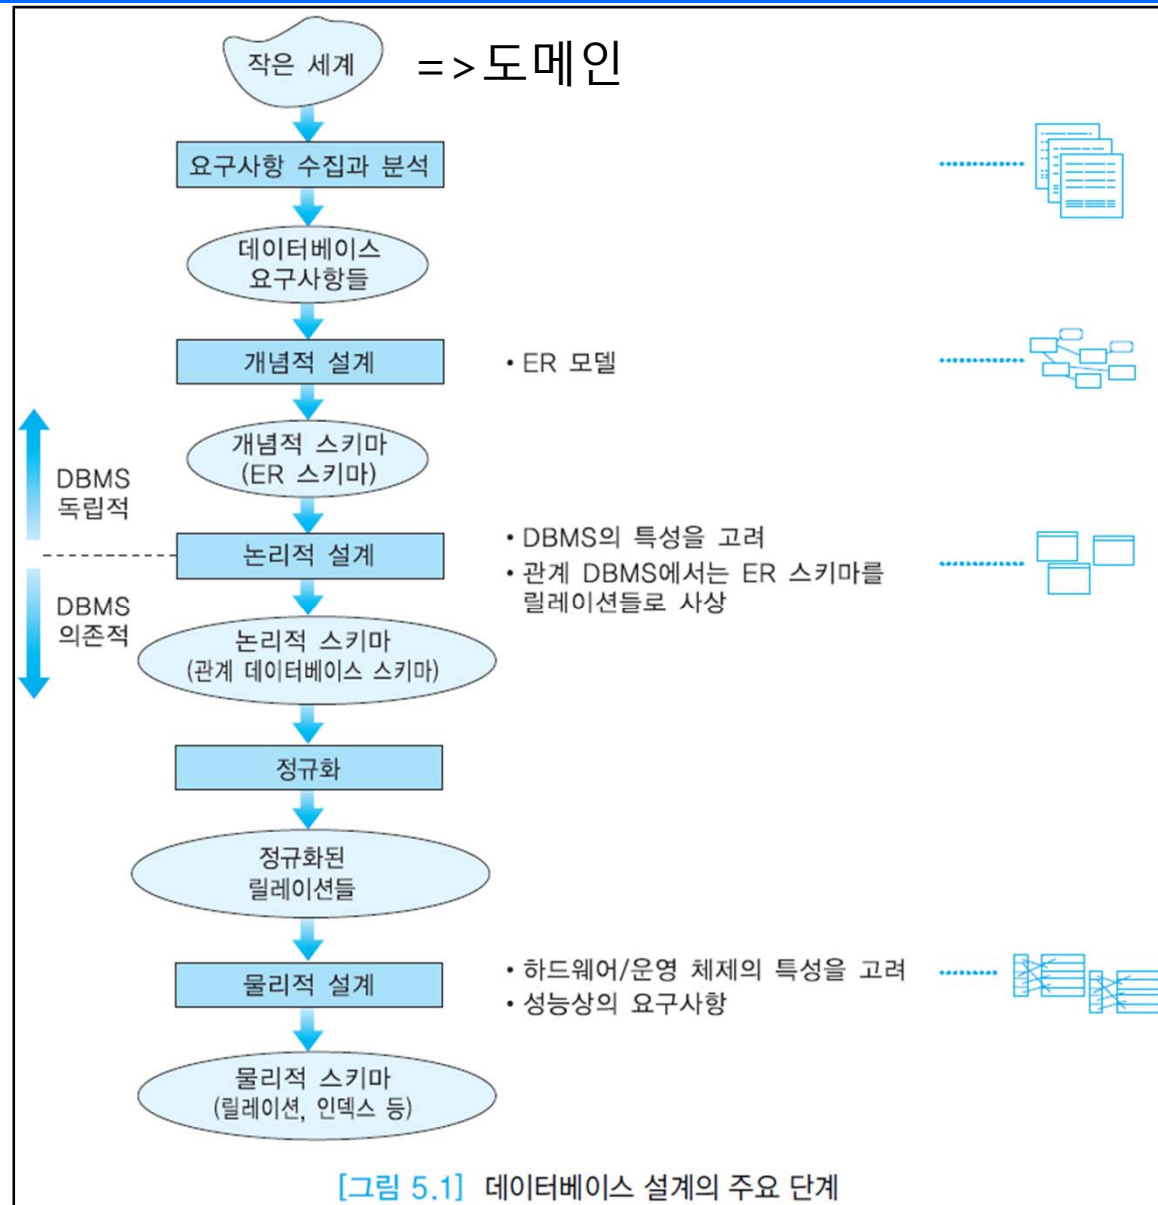 작은 세계
=>도메인
요구사항 수집과 분석
데이터베이스
요구사항들
개념적 설계
• ER 모델
개념적 스키마
(ER 스키마)
DBMS
독립적
논리적 설계
• DBMS의 특성을 고려
• 관계 DBMS에서는 ER 스키마를
릴레이션들로 사상
DBMS
의존적
논리적 스키마
(관계 데이터베이스 스키마)
정규화
정규화된
릴레이션들
물리적 설계
• 하드웨어/운영 체제의 특성을 고려
• 성능상의 요구사항
물리적 스키마
(릴레이션, 인덱스 등)
[그림 5.1] 데이터베이스 설계의 주요 단계